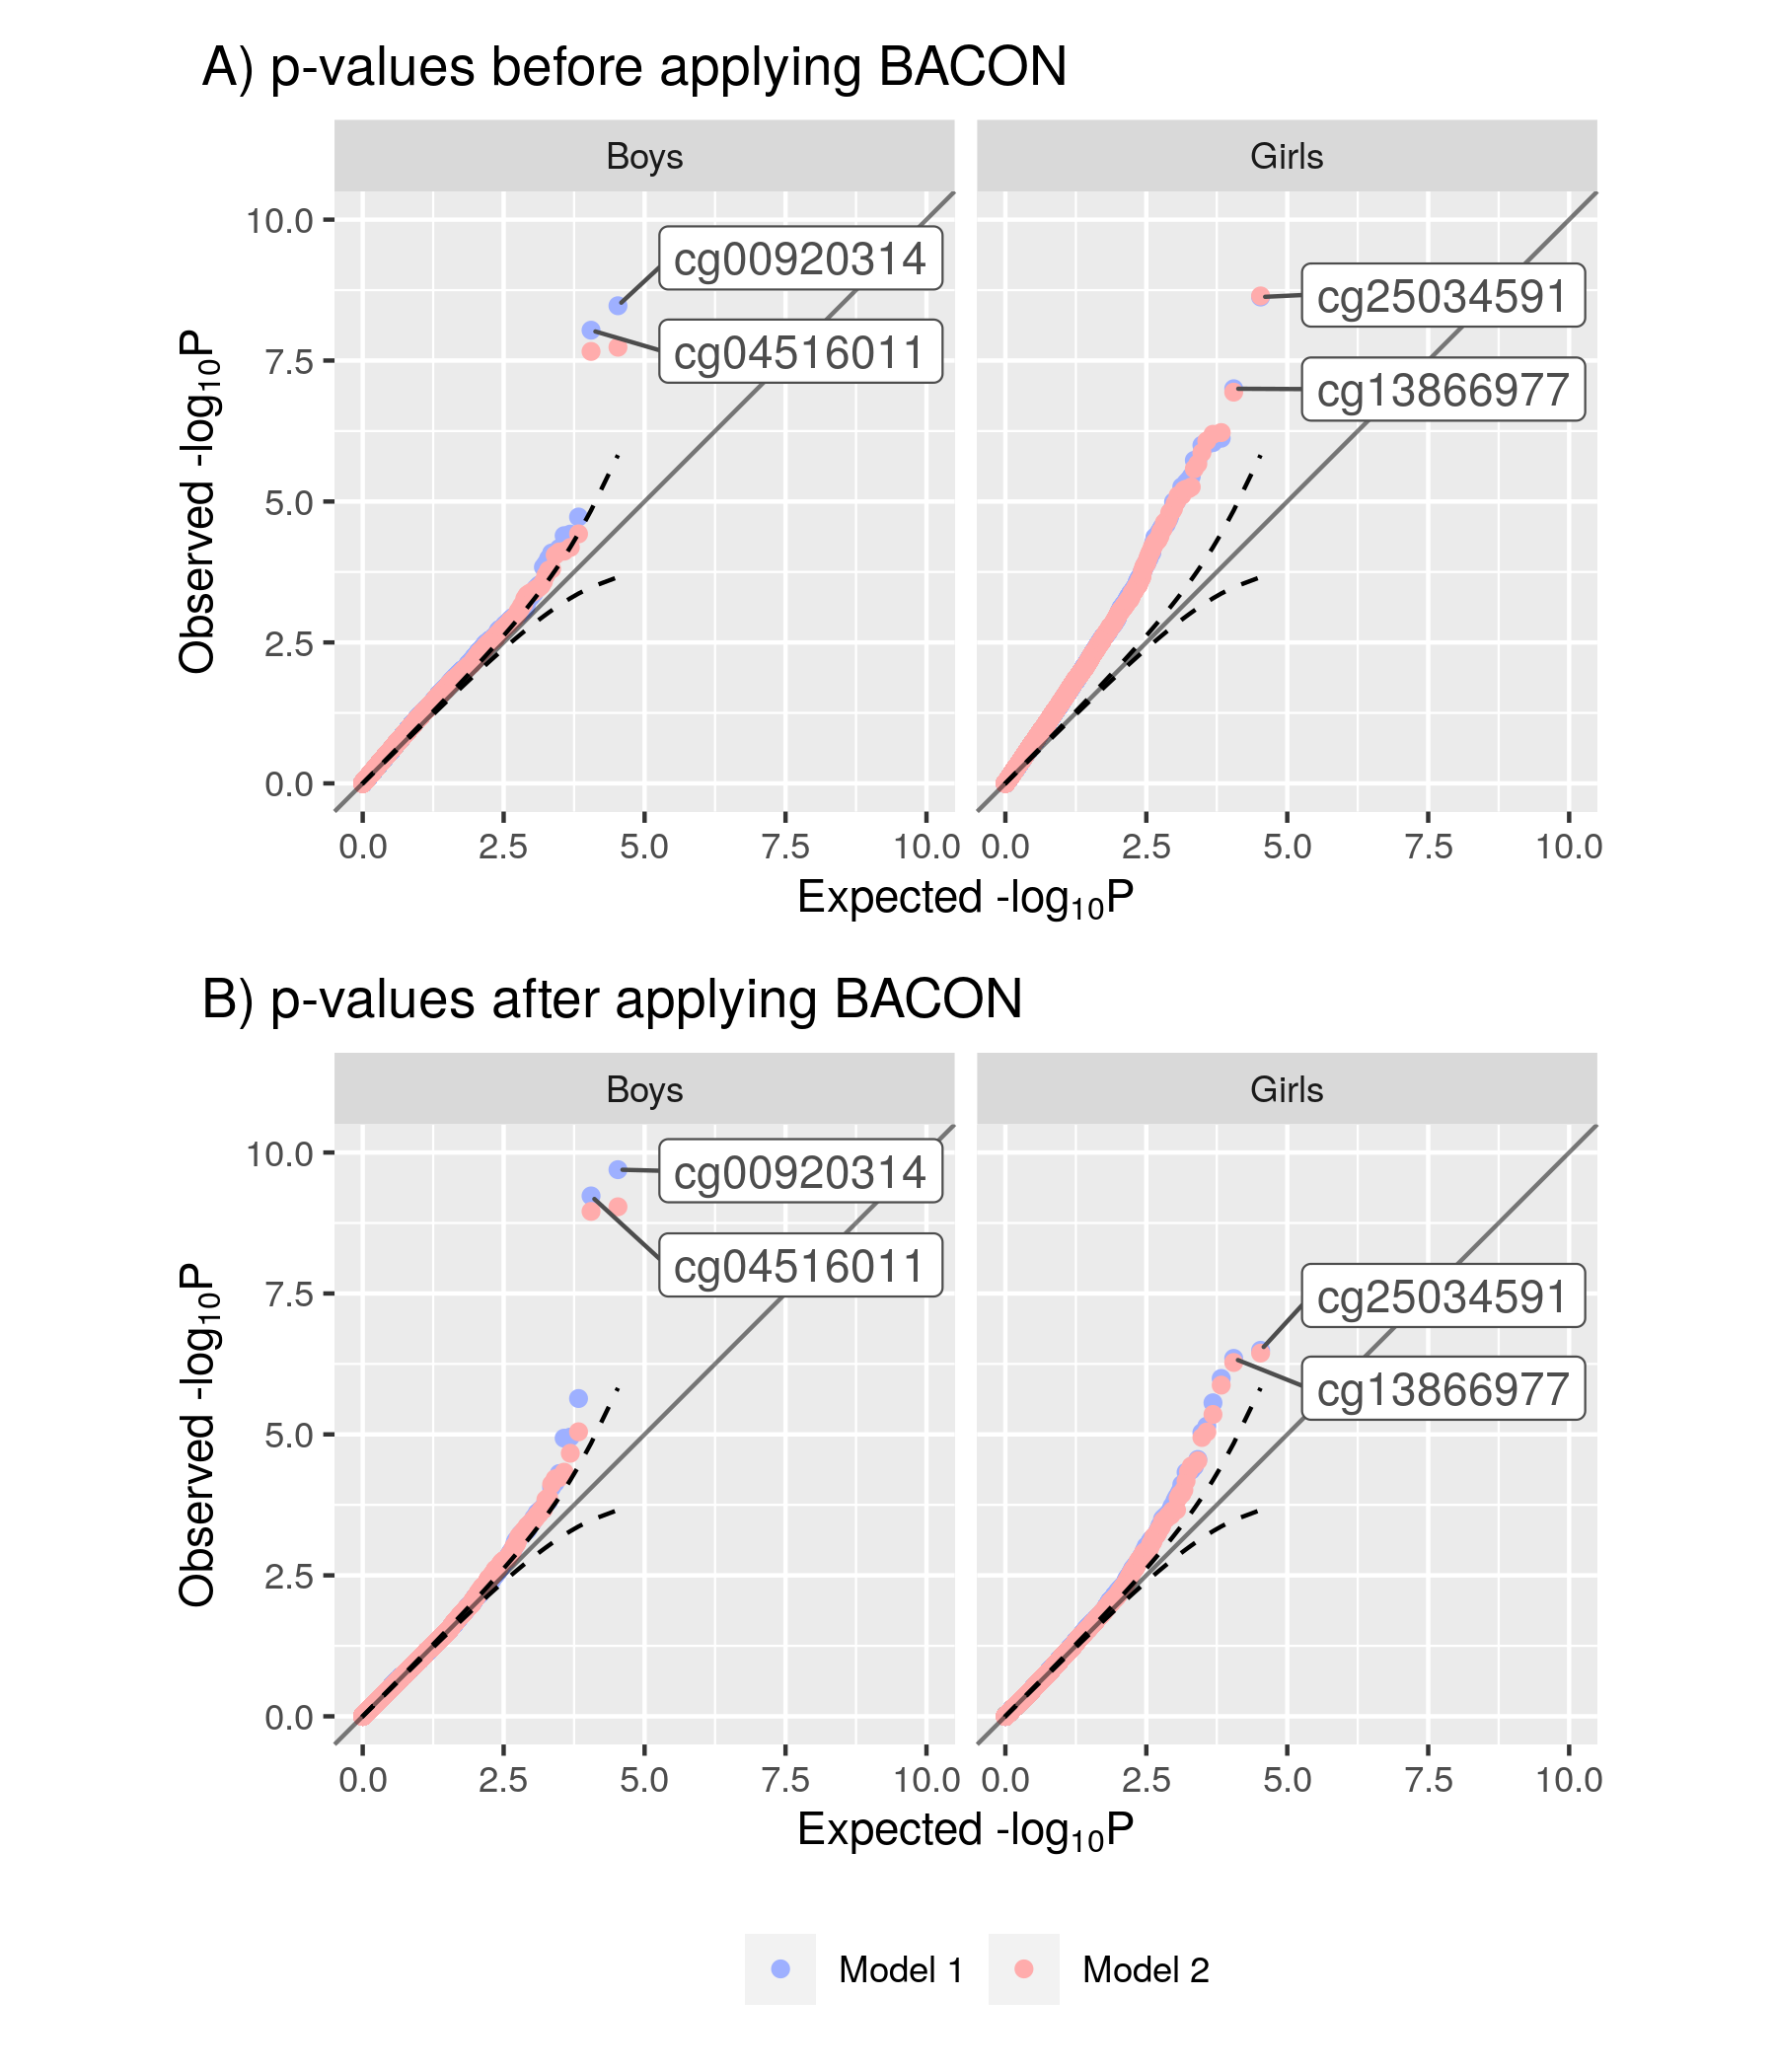 A) p-values before applying BACON
Boys
Girls
Observed -log10P
10.0
7.5
5.0
2.5
0.0
cg00920314
cg04516011
cg25034591
cg13866977
0.0 2.5 5.0 7.5 10.0 0.0 2.5 5.0 7.5 10.0
Expected -log10P
B) p-values after applying BACON
Boys
Girls
Observed -log10P
10.0
7.5
5.0
2.5
0.0
cg00920314
cg04516011
cg25034591
cg13866977
0.0 2.5 5.0 7.5 10.0 0.0 2.5 5.0 7.5 10.0
Expected -log10P
Model 1 Model 2